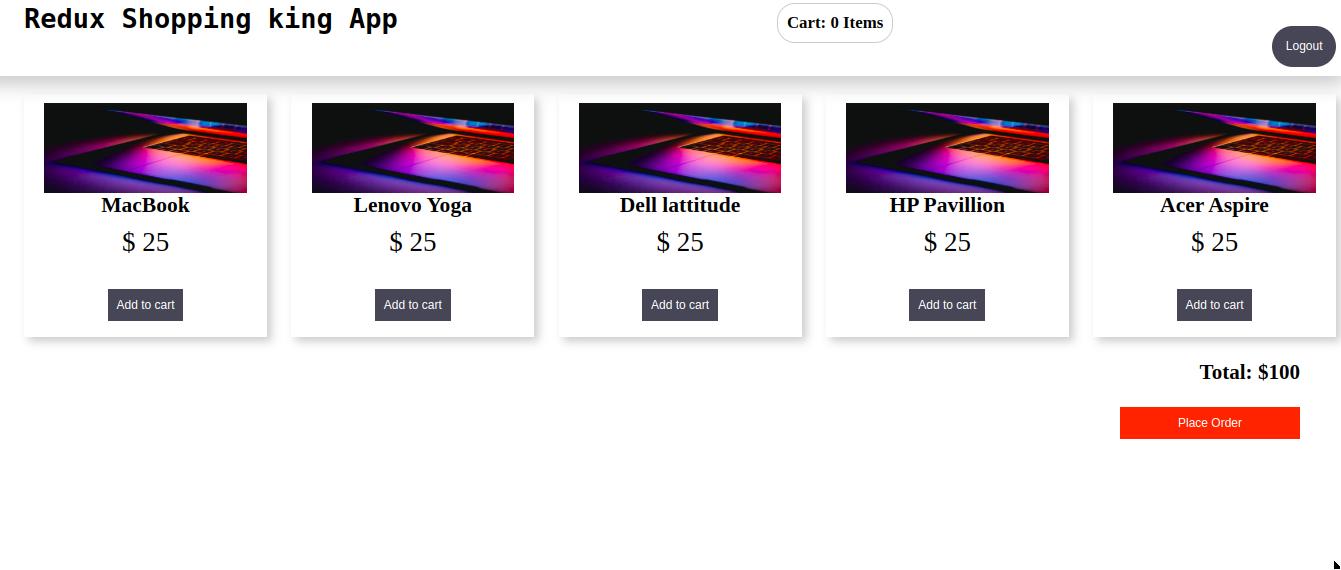 Redux Shopping king App
Cart: 0 Items
Logout
MacBook
$ 25
Add to cart
Lenovo Yoga
$ 25
Add to cart
Dell lattitude
$ 25
Add to cart
HP Pavillion
$ 25
Add to cart
Acer Aspire
$ 25
Add to cart
Total: $100
Place Order